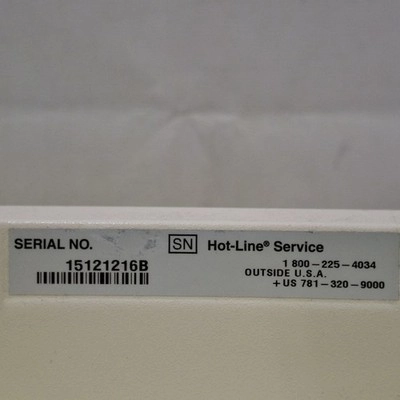 SERIAL NO. SN Hot-Line® Service
15121216B 1 800-225-4034
OUTSIDE U.S.A.
+US 781-320-9000